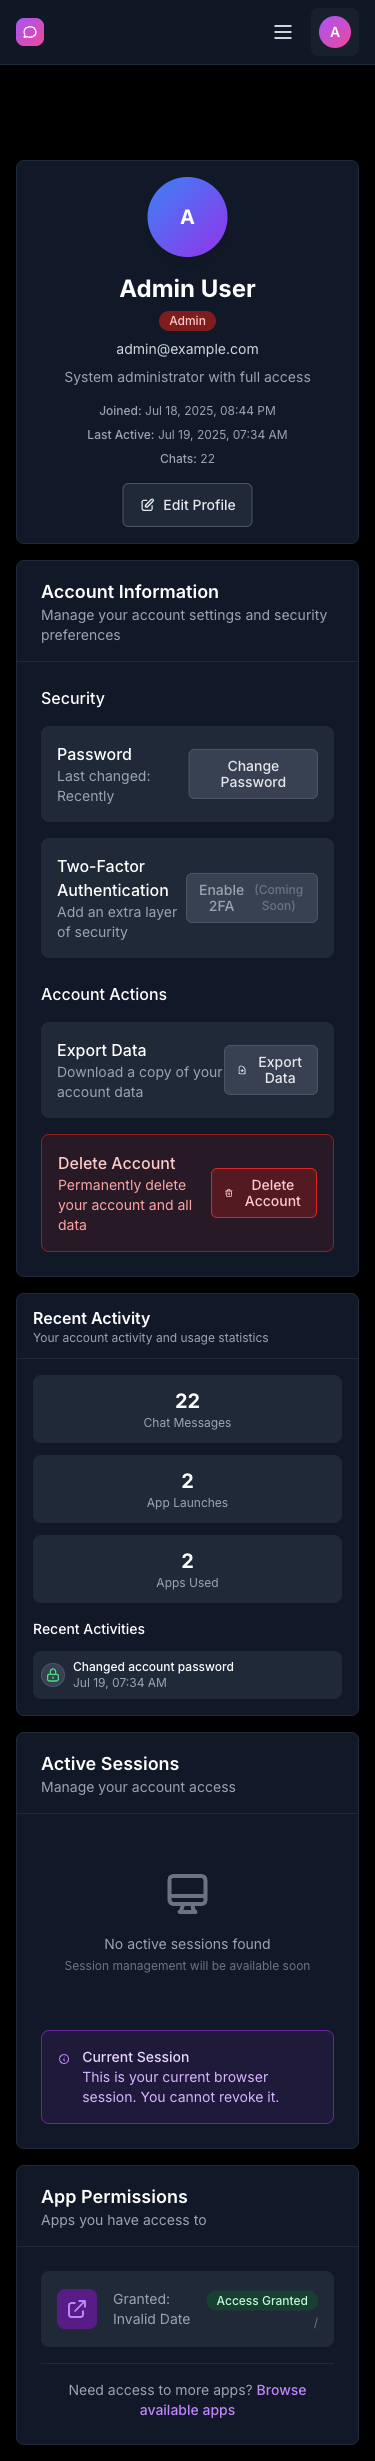 A
A
Admin User
Admin
admin@example.com
System administrator with full access
Joined: Jul 18, 2025, 08:44 PM
Last Active: Jul 19, 2025, 07:34 AM
Chats: 22
Edit Profile
Account Information
Manage your account settings and security
preferences
Security
Password
Last changed:
Recently
Change
Password
Two-Factor
Authentication
Add an extra layer
of security
Enable
2FA
(Coming
Soon)
Account Actions
Export Data
Download a copy of your
account data
Export
Data
Delete Account
Permanently delete
your account and all
data
Delete
Account
Recent Activity
Your account activity and usage statistics
22
Chat Messages
2
App Launches
2
Apps Used
Recent Activities
Changed account password
Jul 19, 07:34 AM
Active Sessions
Manage your account access
No active sessions found
Session management will be available soon
Current Session
This is your current browser
session. You cannot revoke it.
App Permissions
Apps you have access to
Granted:
Invalid Date
Access Granted
/
Need access to more apps? Browse
available apps